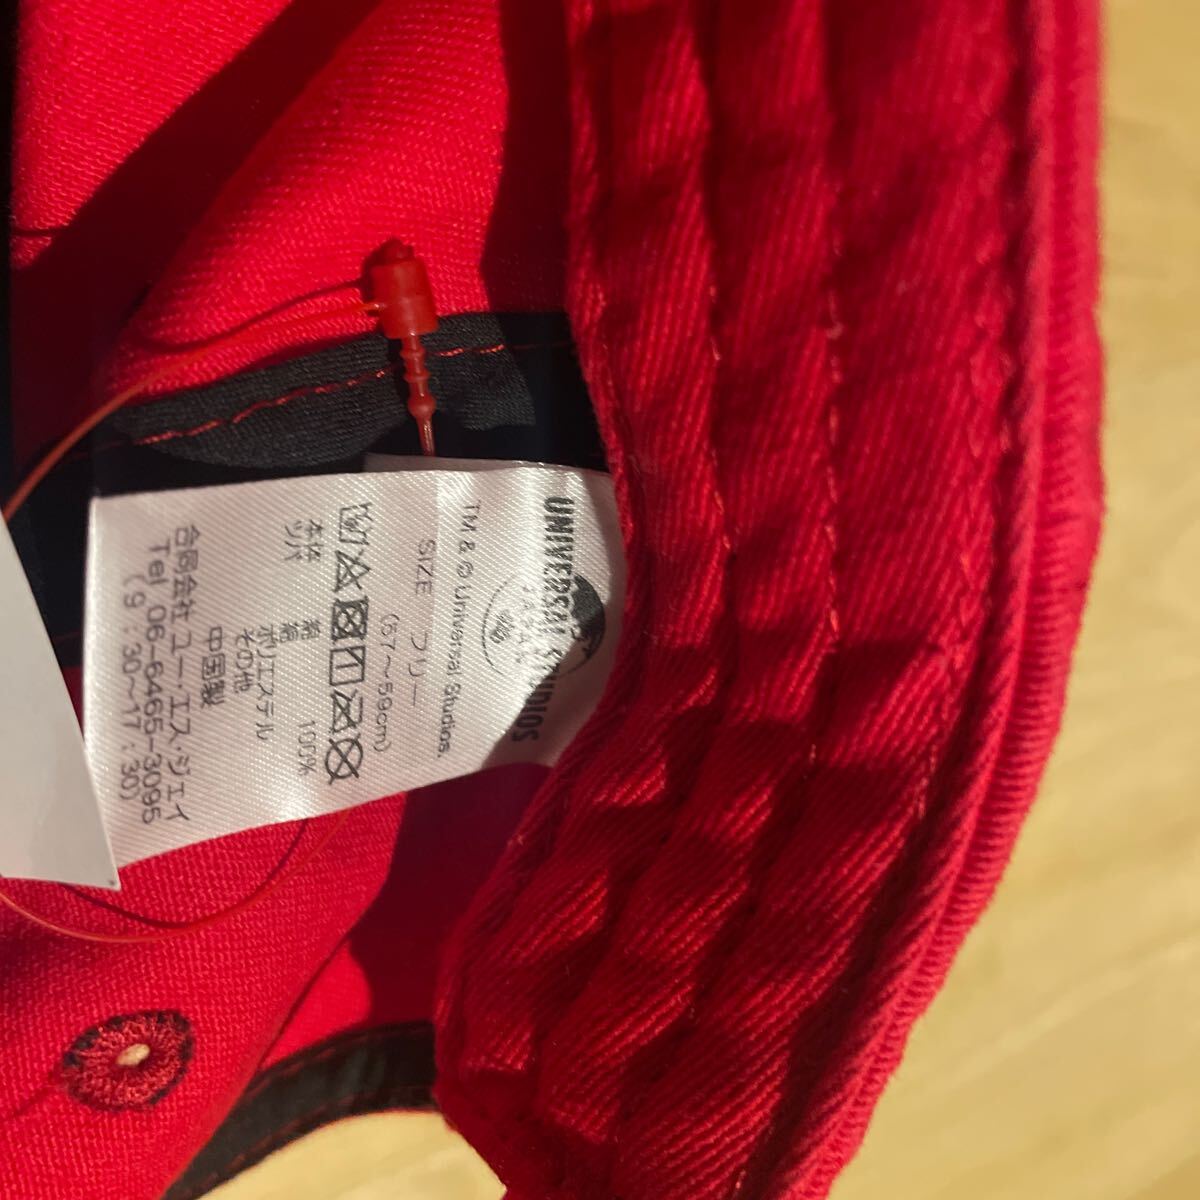 UNIVERSAL STUDIOS
JAPAN
TM & © Universal Studios.
SIZE フリー
(57〜59cm)
本体 綿 100%
ツバ 綿
ポリエステル
その他
中国製
合同会社ユー・エス・ジェイ
Tel 06-6465-3095
(9:30〜17:30)